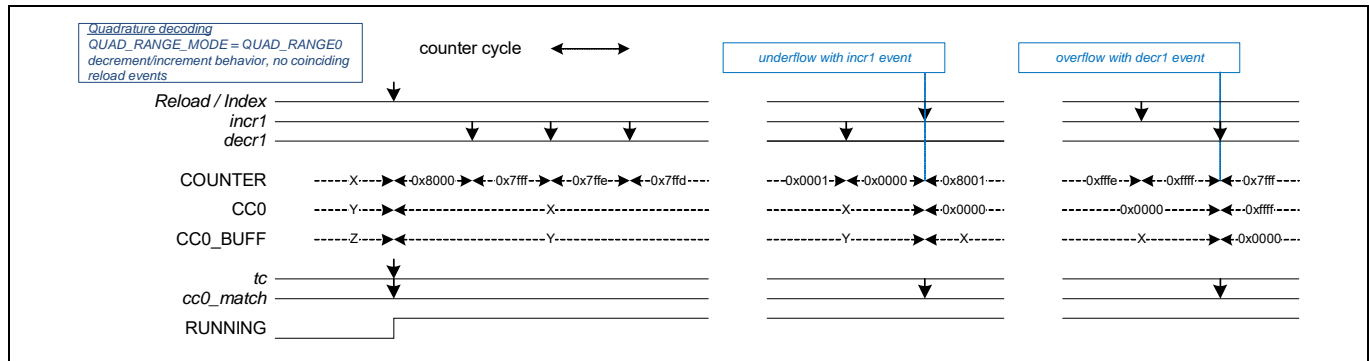 Quadrature decoding
QUAD_RANGE_MODE = QUAD_RANGE0
decrement/increment behavior, no coinciding
reload events
counter cycle
underflow with incr1 event
overflow with decr1 event
Reload / Index
incr1
decr1
COUNTER X 0x8000 0x7fff 0x7ffe 0x7ffd 0x0001 0x0000 0x8001 0xfffe 0xffff 0x7fff
CC0 Y X X 0x0000 0x0000 0xffff
CC0_BUFF Z Y Y X X 0x0000
tc
cc0_match
RUNNING